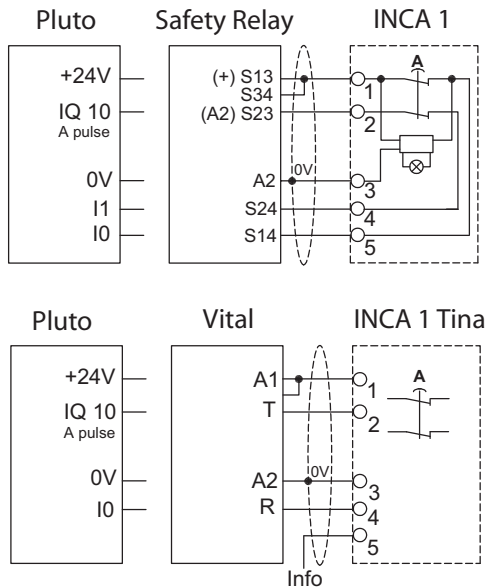 Pluto
Safety Relay
INCA 1
+24V
IQ 10
A pulse
0V
I1
I0
(+) S13
S34
(A2) S23
A2
S24
S14
0V
1
2
3
4
5
A
Pluto
Vital
INCA 1 Tina
+24V
IQ 10
A pulse
0V
I0
A1
T
A2
R
0V
Info
1
2
3
4
5
A